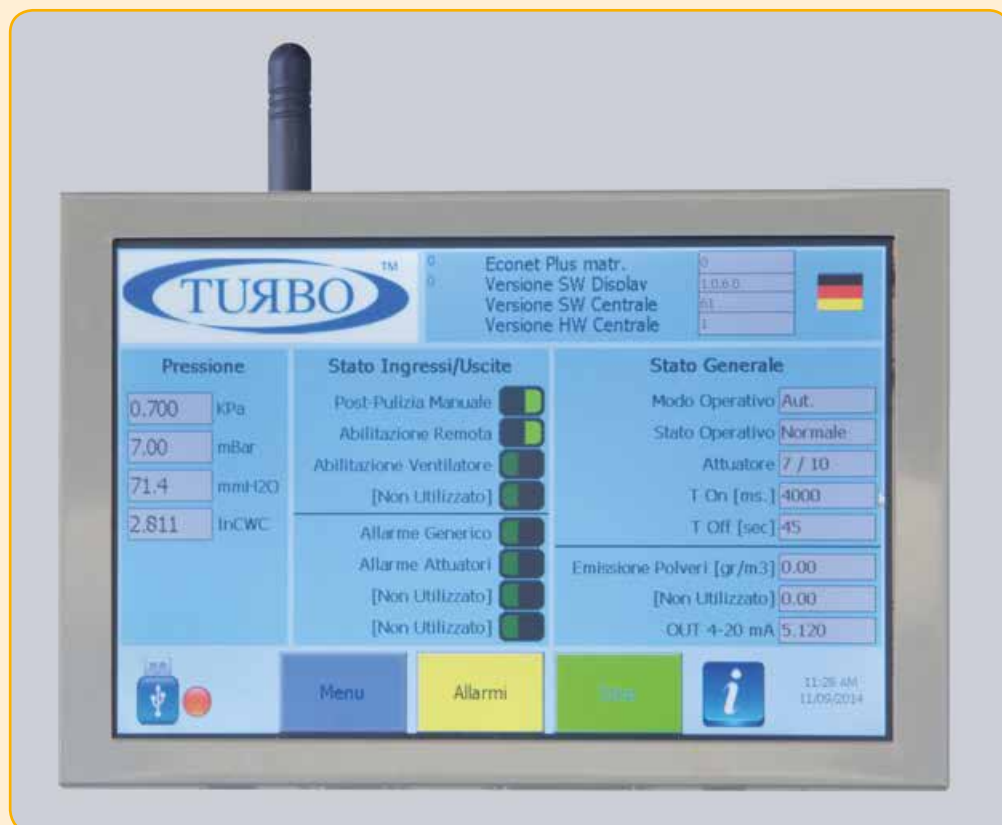 TURBO
TM
0 Econet Plus matr. 0
0 Versione SW Display 1.0.6.0
Versione SW Centrale 61
Versione HW Centrale 1
Pressione
0.700 KPa
7.00 mBar
71.4 mmH2O
2.811 InCWC
Stato Ingressi/Uscite
Post-Pulizia Manuale
Abilitazione Remota
Abilitazione Ventilatore
[Non Utilizzato]
Allarme Generico
Allarme Attuatori
[Non Utilizzato]
[Non Utilizzato]
Stato Generale
Modo Operativo Aut.
Stato Operativo Normale
Attuatore 7 / 10
T On [ms.] 4000
T Off [sec] 45
Emissione Polveri [gr/m3] 0.00
[Non Utilizzato] 0.00
OUT 4-20 mA 5.120
Menu
Allarmi
i
11:28 AM
11/09/2014